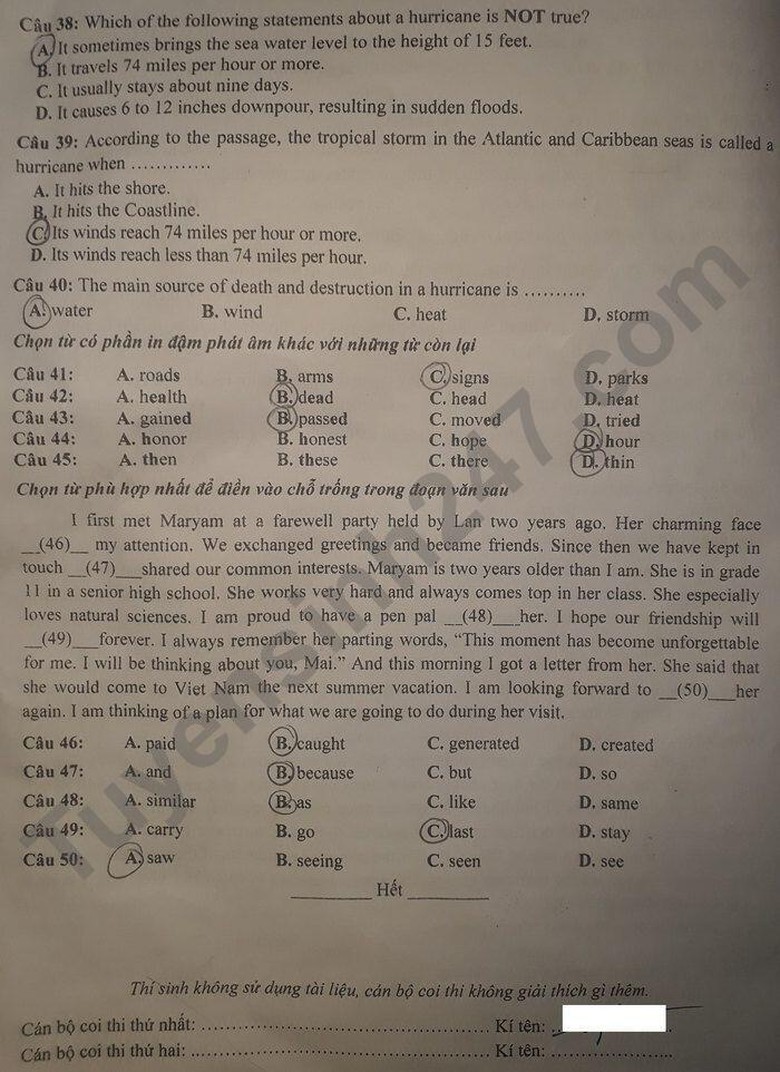 Câu 38: Which of the following statements about a hurricane is NOT true?
A. It sometimes brings the sea water level to the height of 15 feet.
B. It travels 74 miles per hour or more.
C. It usually stays about nine days.
D. It causes 6 to 12 inches downpour, resulting in sudden floods.
Câu 39: According to the passage, the tropical storm in the Atlantic and Caribbean seas is called a
hurricane when .............
A. It hits the shore.
B. It hits the Coastline.
C. Its winds reach 74 miles per hour or more.
D. Its winds reach less than 74 miles per hour.
Câu 40: The main source of death and destruction in a hurricane is ..........
A. water B. wind C. heat D. storm
Chọn từ có phần in đậm phát âm khác với những từ còn lại
Câu 41: A. roads B. arms C. signs D. parks
Câu 42: A. health B. dead C. head D. heat
Câu 43: A. gained B. passed C. moved D. tried
Câu 44: A. honor B. honest C. hope D. hour
Câu 45: A. then B. these C. there D. thin
Chọn từ phù hợp nhất để điền vào chỗ trống trong đoạn văn sau
I first met Maryam at a farewell party held by Lan two years ago. Her charming face
__(46)__ my attention. We exchanged greetings and became friends. Since then we have kept in
touch __(47)___shared our common interests. Maryam is two years older than I am. She is in grade
11 in a senior high school. She works very hard and always comes top in her class. She especially
loves natural sciences. I am proud to have a pen pal __(48)___her. I hope our friendship will
__(49)___forever. I always remember her parting words, “This moment has become unforgettable
for me. I will be thinking about you, Mai.” And this morning I got a letter from her. She said that
she would come to Viet Nam the next summer vacation. I am looking forward to __(50)___her
again. I am thinking of a plan for what we are going to do during her visit.
Câu 46: A. paid B. caught C. generated D. created
Câu 47: A. and B. because C. but D. so
Câu 48: A. similar B. as C. like D. same
Câu 49: A. carry B. go C. last D. stay
Câu 50: A. saw B. seeing C. seen D. see
________ Hết ________
Thí sinh không sử dụng tài liệu, cán bộ coi thi không giải thích gì thêm.
Cán bộ coi thi thứ nhất: ................................................ Kí tên: ......................
Cán bộ coi thi thứ hai: .................................................. Kí tên: ......................
Tuyensinh247.com